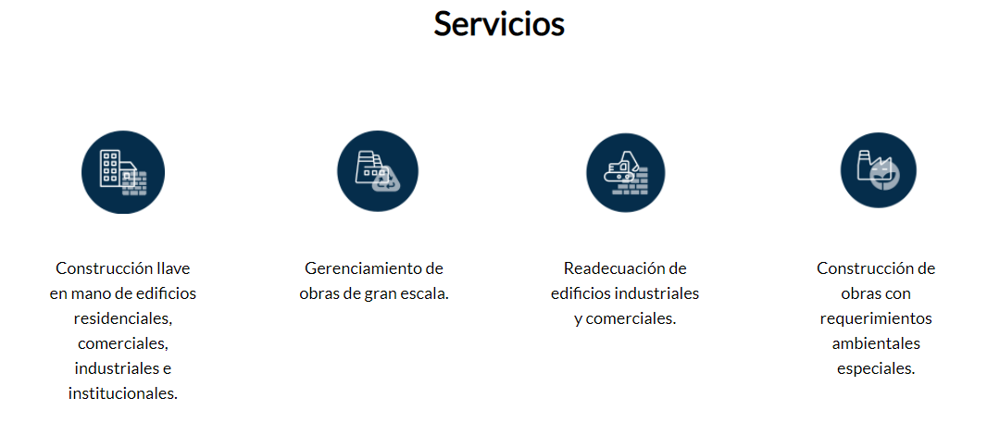 Servicios
Construcción llave
en mano de edificios
residenciales,
comerciales,
industriales e
institucionales.
Gerenciamiento de
obras de gran escala.
Readecuación de
edificios industriales
y comerciales.
Construcción de
obras con
requerimientos
ambientales
especiales.